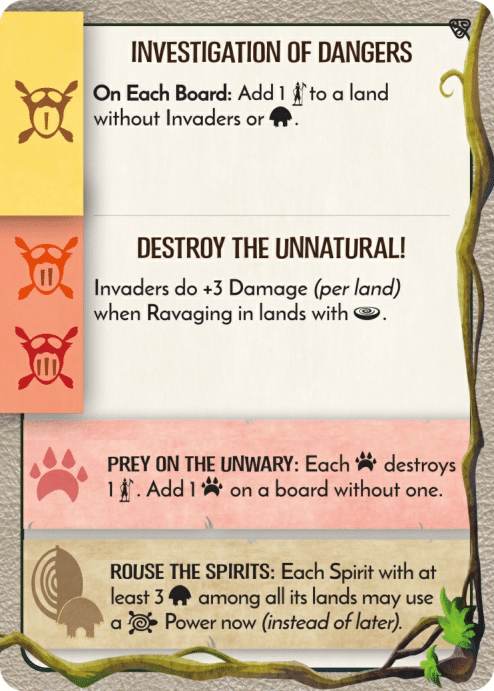 INVESTIGATION OF DANGERS
I
On Each Board: Add 1 to a land
without Invaders or .
DESTROY THE UNNATURAL!
II
Invaders do +3 Damage (per land)
when Ravaging in lands with .
III
PREY ON THE UNWARY: Each destroys
1 . Add 1 on a board without one.
ROUSE THE SPIRITS: Each Spirit with at
least 3 among all its lands may use
a Power now (instead of later).